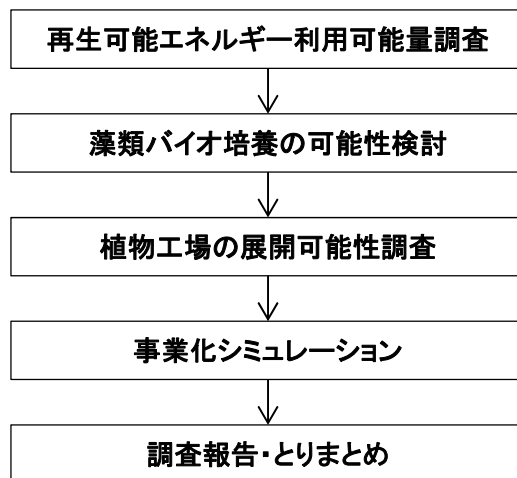 再生可能エネルギー利用可能量調査
藻類バイオ培養の可能性検討
植物工場の展開可能性調査
事業化シミュレーション
調査報告・とりまとめ